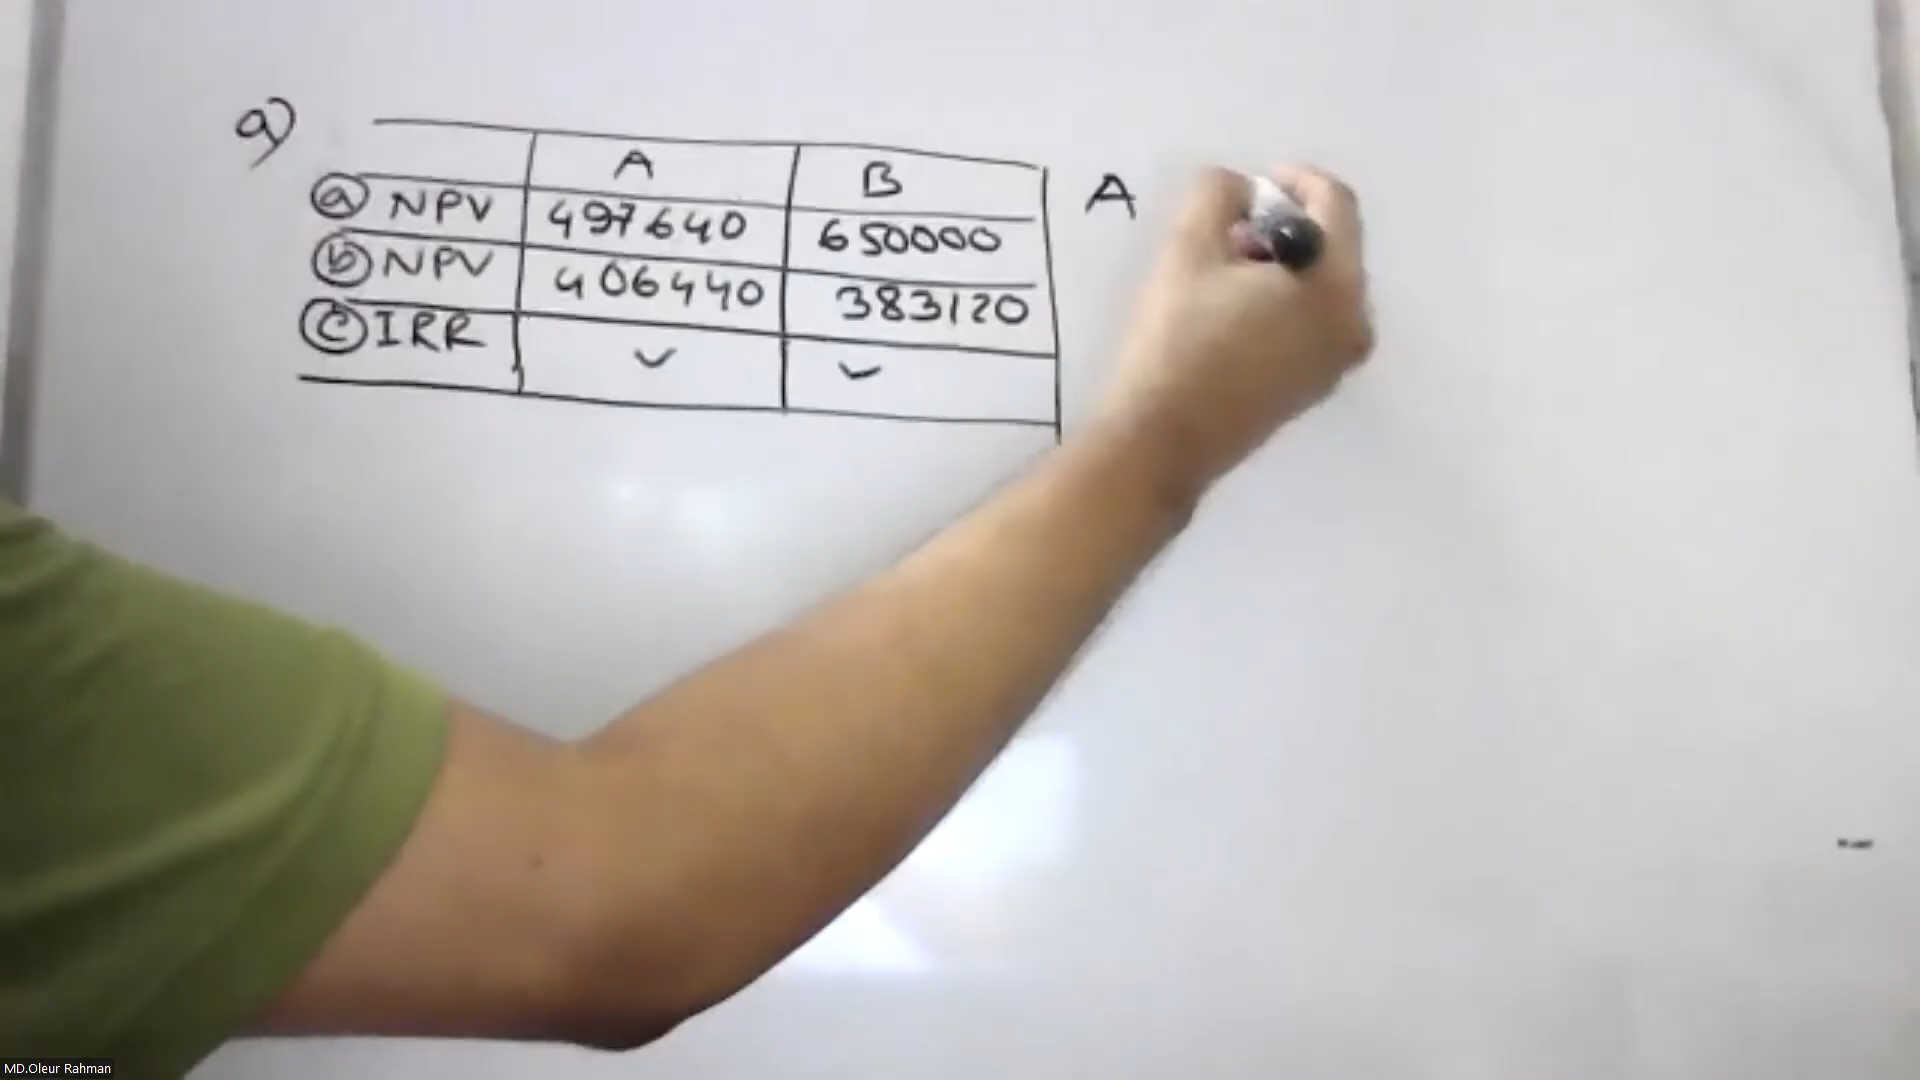 a)
A B
ⓐ NPV 497640 650000 A
ⓑ NPV 406440 383120
ⓒ IRR ✓ ✓
MD.Oleur Rahman